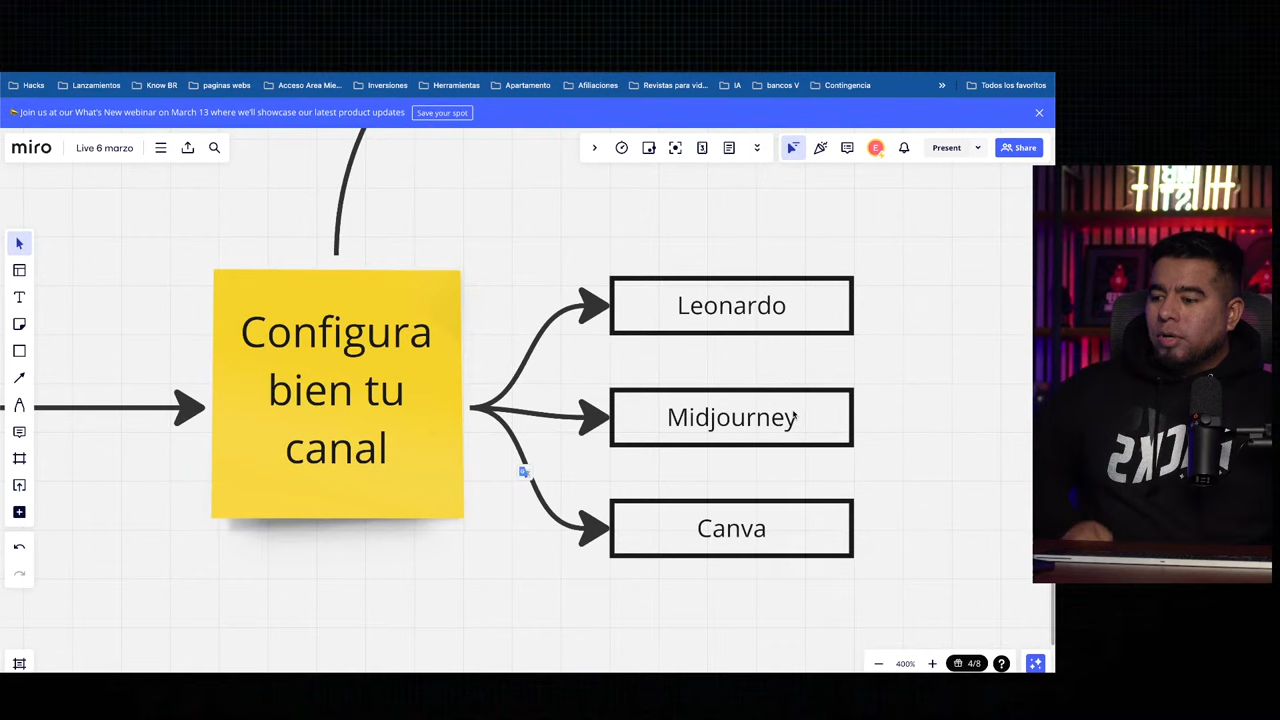 Hacks
Lanzamientos
Know BR
paginas webs
Acceso Area Mie...
Inversiones
Herramientas
Apartamento
Afiliaciones
Revistas para vid...
IA
bancos V
Contingencia
»
Todos los favoritos
Join us at our What's New webinar on March 13 where we'll showcase our latest product updates
Save your spot
miro
Live 6 marzo
3
E
Present
Share
Configura
bien tu
canal
Leonardo
Midjourney
Canva
400%
4/8
?